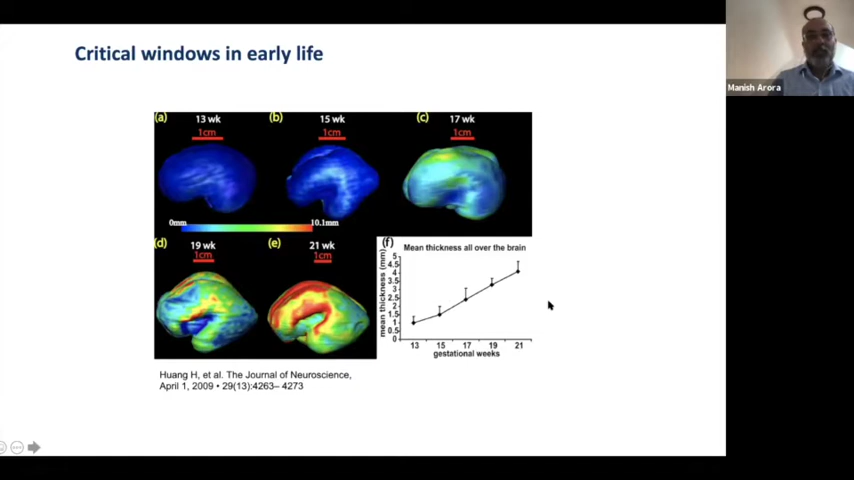 Critical windows in early life
Manish Arora
(a) 13 wk
1cm
(b) 15 wk
1cm
(c) 17 wk
1cm
0mm 10.1mm
(d) 19 wk
1cm
(e) 21 wk
1cm
(f) Mean thickness all over the brain
mean thickness (mm)
5
4.5
4
3.5
3
2.5
2
1.5
1
0.5
0
13 15 17 19 21
gestational weeks
Huang H, et al. The Journal of Neuroscience,
April 1, 2009 • 29(13):4263– 4273